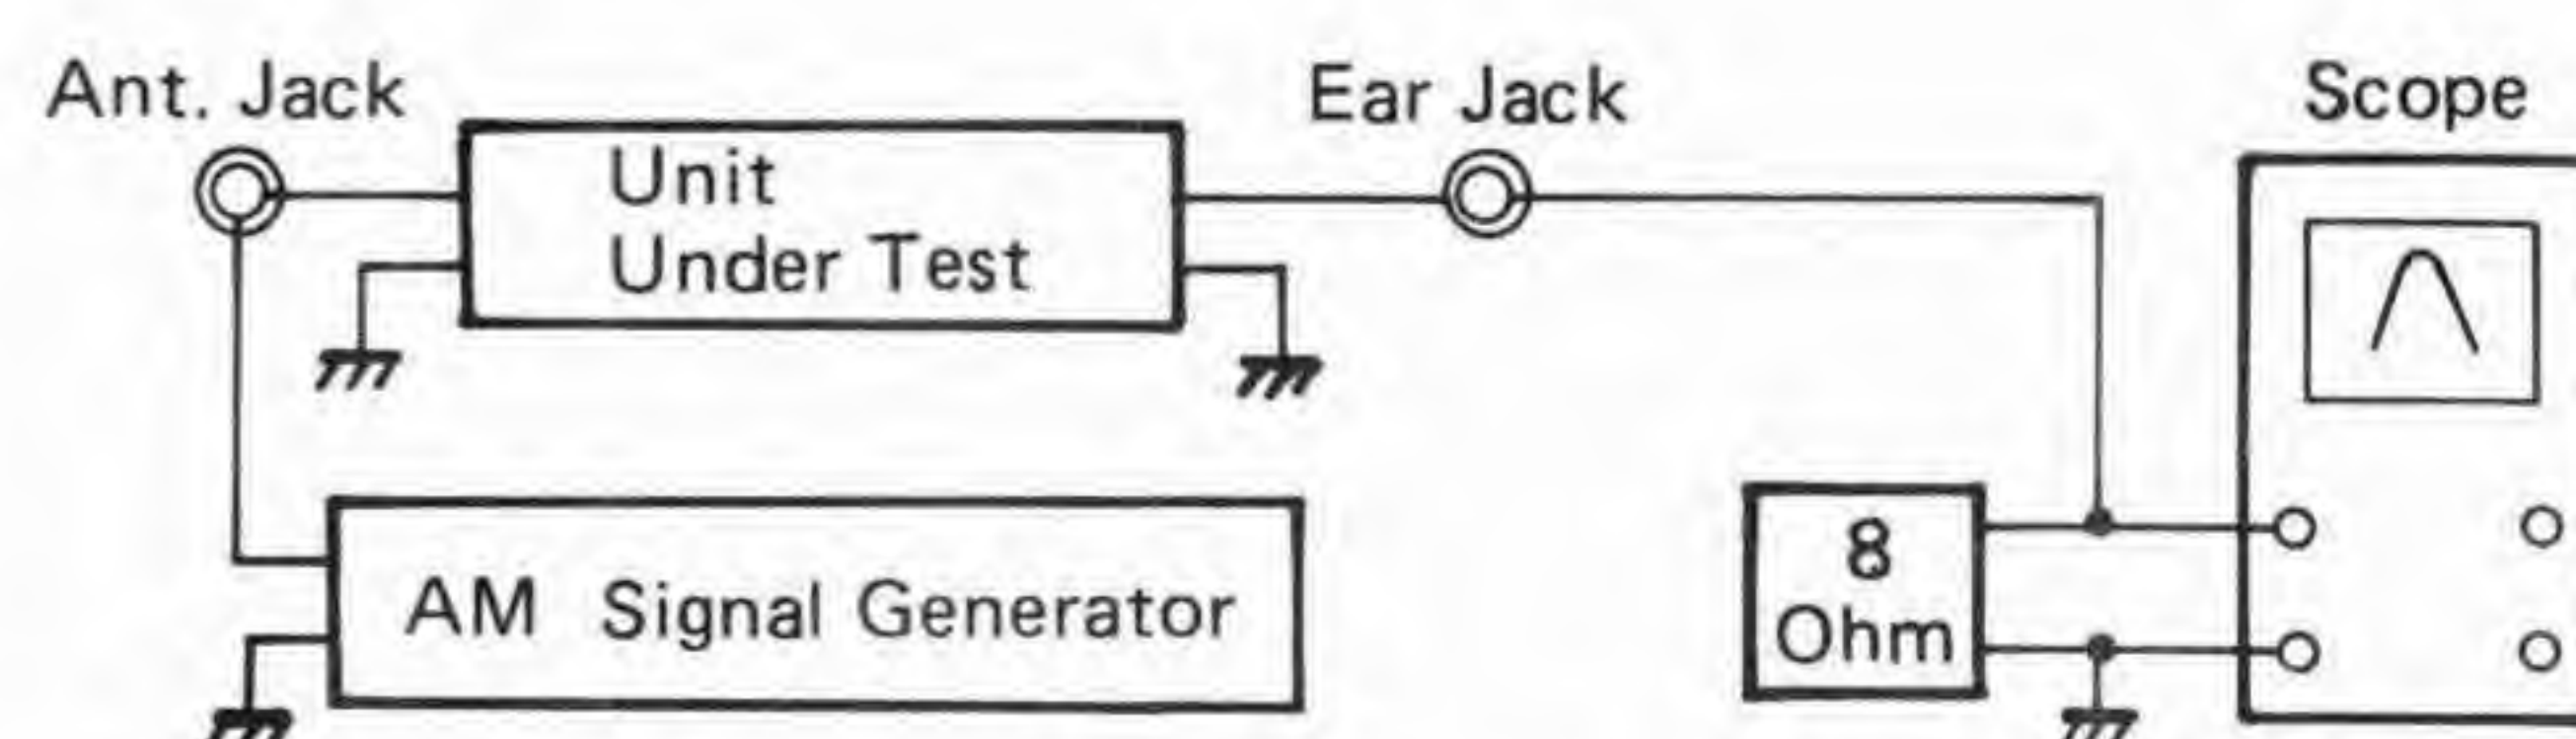 Ant. Jack
Ear Jack
Scope
Unit
Under Test
8
Ohm
AM Signal Generator